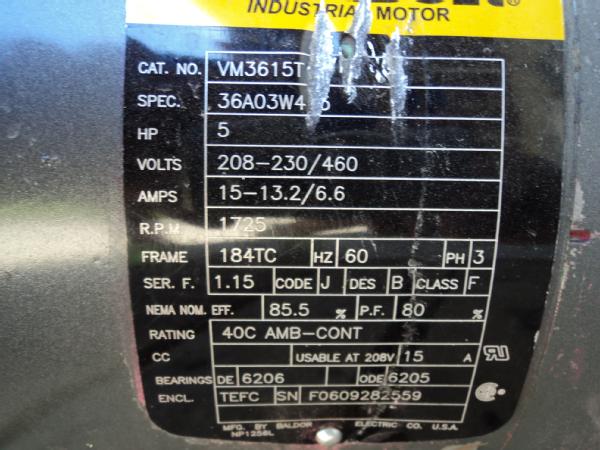 INDUSTRIAL MOTOR
CAT. NO. VM3615T
SPEC.
HP 5
VOLTS 208-230/460
AMPS 15-13.2/6.6
R.P.M. 1725
FRAME 184TC HZ 60 PH 3
SER. F. 1.15 CODE J DES B CLASS F
NEMA NOM. EFF. 85.5 % P.F. 80 %
RATING 40C AMB-CONT
CC USABLE AT 208V 15 A
BEARINGS DE 6206 ODE 6205
ENCL. TEFC SN F0609282559
MFG. BY BALDOR ELECTRIC CO. U.S.A.
NP1256L